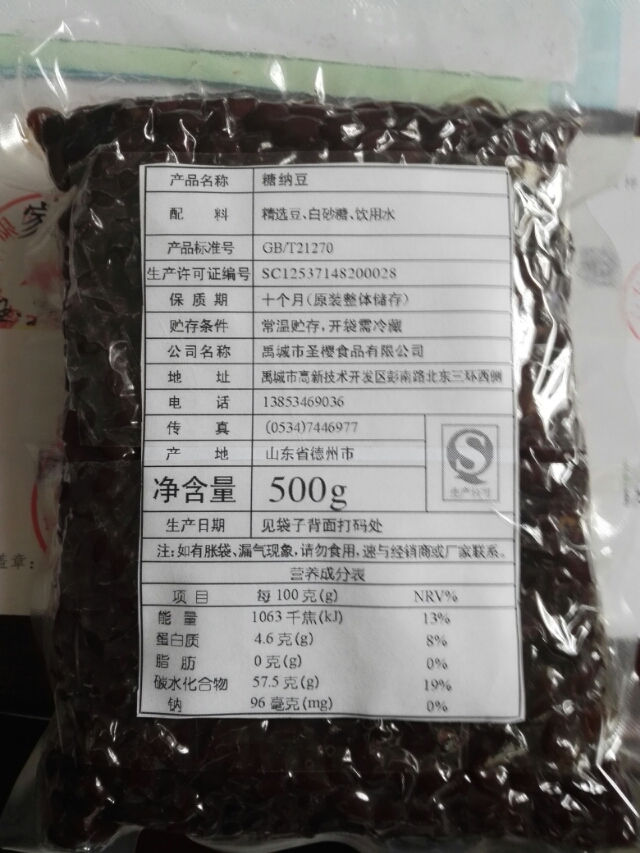 产品名称 糖纳豆
配 料 精选豆、白砂糖、饮用水
产品标准号 GB/T21270
生产许可证编号 SC12537148200028
保 质 期 十个月(原装整体储存)
贮存条件 常温贮存,开袋需冷藏
公司名称 禹城市圣樱食品有限公司
地 址 禹城市高新技术开发区彭南路北东三环西侧
电 话 13853469036
传 真 (0534)7446977
产 地 山东省德州市
生产许可
净含量 500g
生产日期 见袋子背面打码处
注:如有胀袋、漏气现象,请勿食用,速与经销商或厂家联系。
营养成分表
项 目 每 100 克(g) NRV%
能 量 1063 千焦(kJ) 13%
蛋白质 4.6 克(g) 8%
脂 肪 0 克(g) 0%
碳水化合物 57.5 克(g) 19%
钠 96 毫克(mg) 0%
家
盖章: